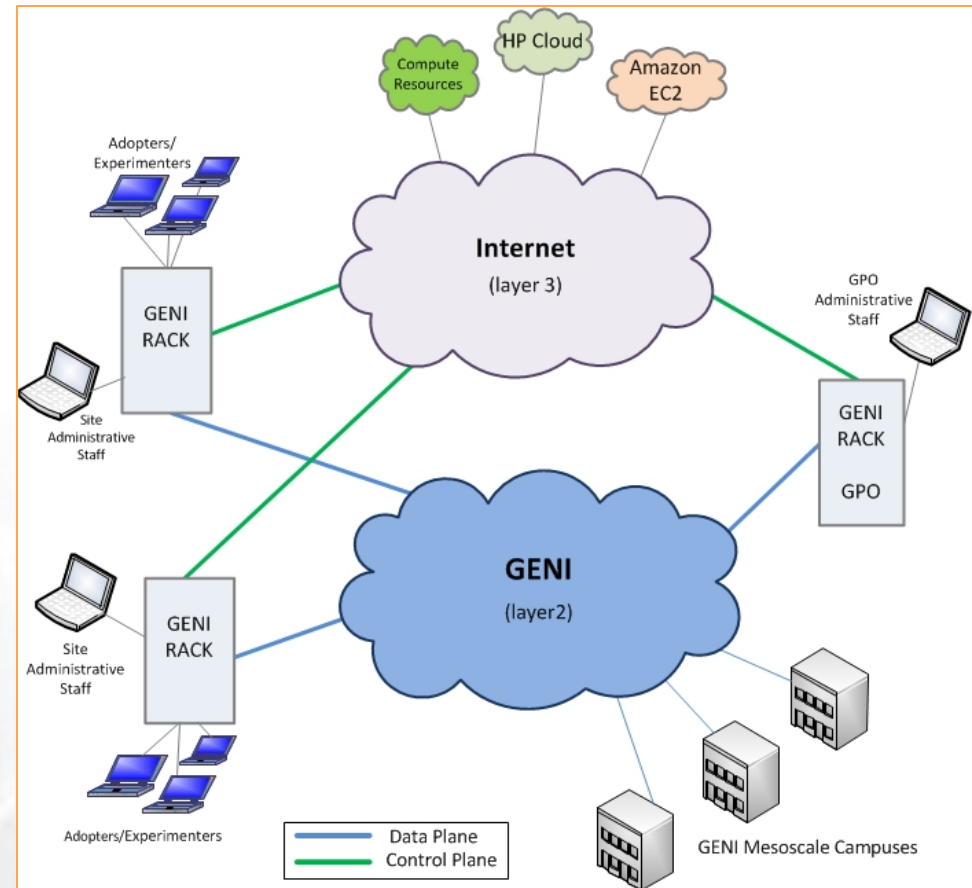 Compute
Resources
HP Cloud
Amazon
EC2
Adopters/
Experimenters
Internet
(layer 3)
GENI
RACK
Site
Administrative
Staff
GPO
Administrative
Staff
GENI
RACK
GPO
GENI
(layer2)
GENI
RACK
Site
Administrative
Staff
Adopters/Experimenters
Data Plane
Control Plane
GENI Mesoscale Campuses